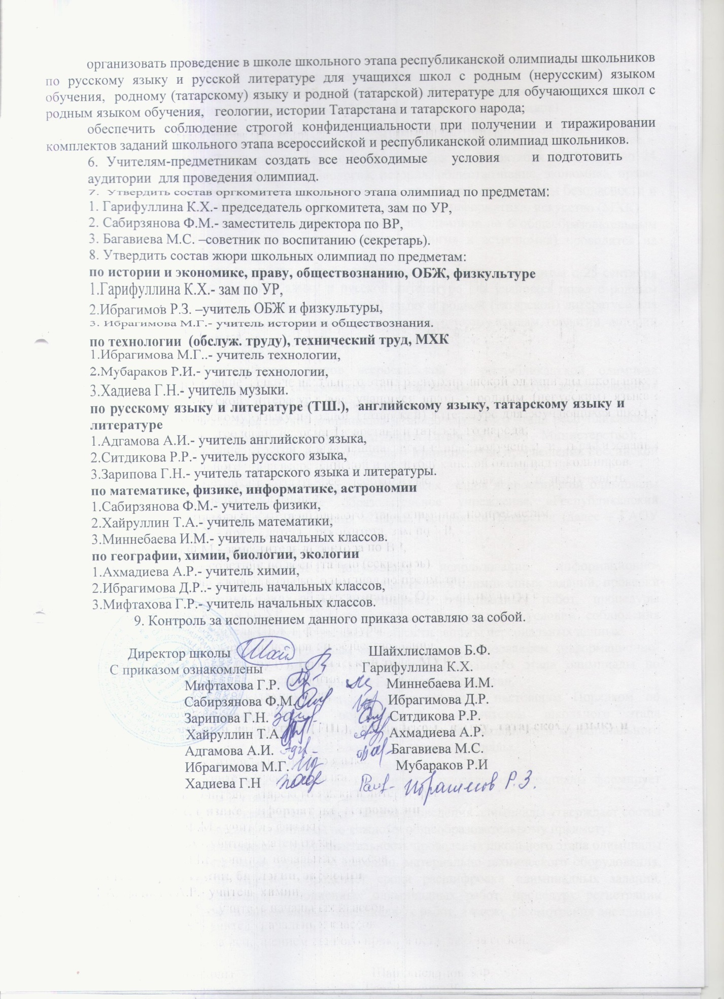 организовать проведение в школе школьного этапа республиканской олимпиады школьников
по русскому языку и русской литературе для учащихся школ с родным (нерусским) языком
обучения, родному (татарскому) языку и родной (татарской) литературе для обучающихся школ с
родным языком обучения, геологии, истории Татарстана и татарского народа;
обеспечить соблюдение строгой конфиденциальности при получении и тиражировании
комплектов заданий школьного этапа всероссийской и республиканской олимпиад школьников.
6. Учителям-предметникам создать все необходимые условия и подготовить
аудитории для проведения олимпиад.
7. Утвердить состав оргкомитета школьного этапа олимпиад по предметам:
1. Гарифуллина К.Х.- председатель оргкомитета, зам по УР,
2. Сабирзянова Ф.М.- заместитель директора по ВР,
3. Багавиева М.С. –советник по воспитанию (секретарь).
8. Утвердить состав жюри школьных олимпиад по предметам:
по истории и экономике, праву, обществознанию, ОБЖ, физкультуре
1.Гарифуллина К.Х.- зам по УР,
2.Ибрагимов Р.З. –учитель ОБЖ и физкультуры,
3. Ибрагимова М.Г.- учитель истории и обществознания.
по технологии (обслуж. труду), технический труд, МХК
1.Ибрагимова М.Г..- учитель технологии,
2.Мубараков Р.И.- учитель технологии,
3.Хадиева Г.Н.- учитель музыки.
по русскому языку и литературе (ТШ.), английскому языку, татарскому языку и
литературе
1.Адгамова А.И.- учитель английского языка,
2.Ситдикова Р.Р.- учитель русского языка,
3.Зарипова Г.Н.- учитель татарского языка и литературы.
по математике, физике, информатике, астрономии
1.Сабирзянова Ф.М.- учитель физики,
2.Хайруллин Т.А.- учитель математики,
3.Миннебаева И.М.- учитель начальных классов.
по географии, химии, биологии, экологии
1.Ахмадиева А.Р.- учитель химии,
2.Ибрагимова Д.Р..- учитель начальных классов,
3.Мифтахова Г.Р.- учитель начальных классов.
9. Контроль за исполнением данного приказа оставляю за собой.
Директор школы Шайхлисламов Б.Ф.
С приказом ознакомлены Гарифуллина К.Х.
Мифтахова Г.Р. Миннебаева И.М.
Сабирзянова Ф.М. Ибрагимова Д.Р.
Зарипова Г.Н. Ситдикова Р.Р.
Хайруллин Т.А. Ахмадиева А.Р.
Адгамова А.И. Багавиева М.С.
Ибрагимова М.Г. Мубараков Р.И
Хадиева Г.Н Ибрагимов Р.З.